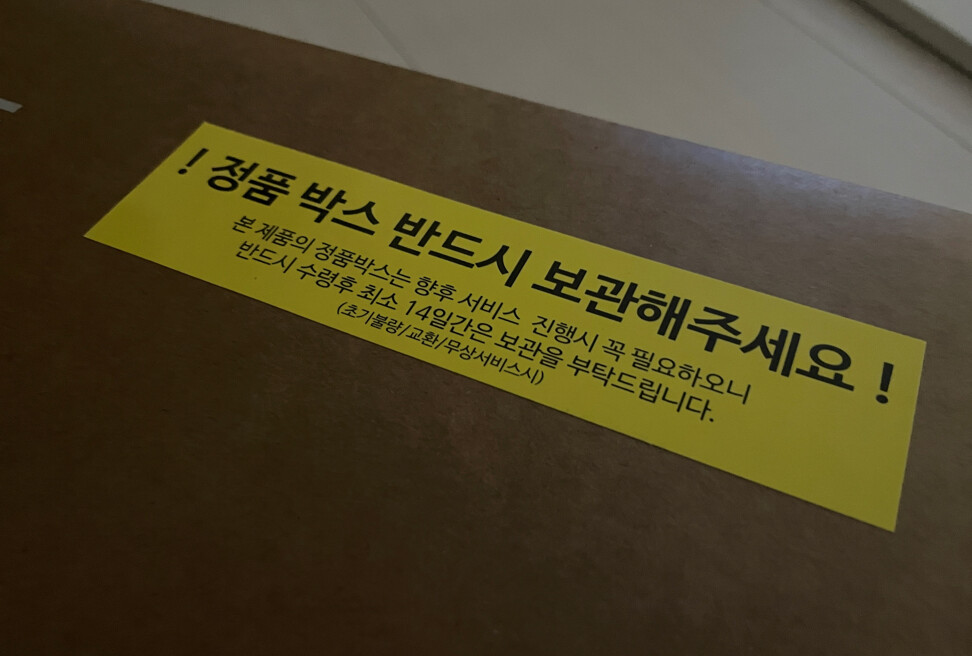 ! 정품 박스 반드시 보관해주세요 !
본 제품의 정품박스는 향후 서비스 진행시 꼭 필요하오니
반드시 수령후 최소 14일간은 보관을 부탁드립니다.
(초기불량/교환/무상서비스시)